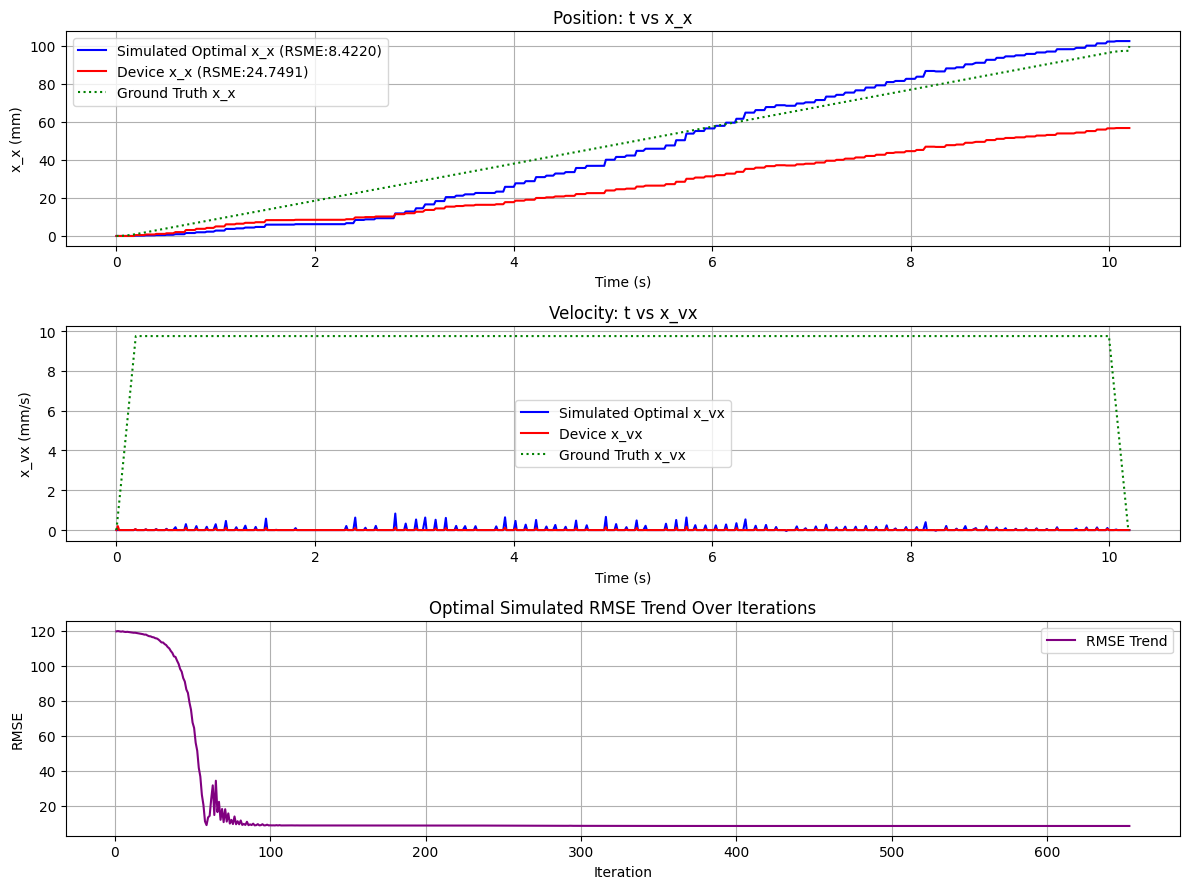 Position: t vs x_x
x_x (mm)
100
80
60
40
20
0
Simulated Optimal x_x (RSME:8.4220)
Device x_x (RSME:24.7491)
Ground Truth x_x
0 2 4 6 8 10
Time (s)
Velocity: t vs x_vx
x_vx (mm/s)
10
8
6
4
2
0
Simulated Optimal x_vx
Device x_vx
Ground Truth x_vx
0 2 4 6 8 10
Time (s)
Optimal Simulated RMSE Trend Over Iterations
RMSE
120
100
80
60
40
20
RMSE Trend
0 100 200 300 400 500 600
Iteration